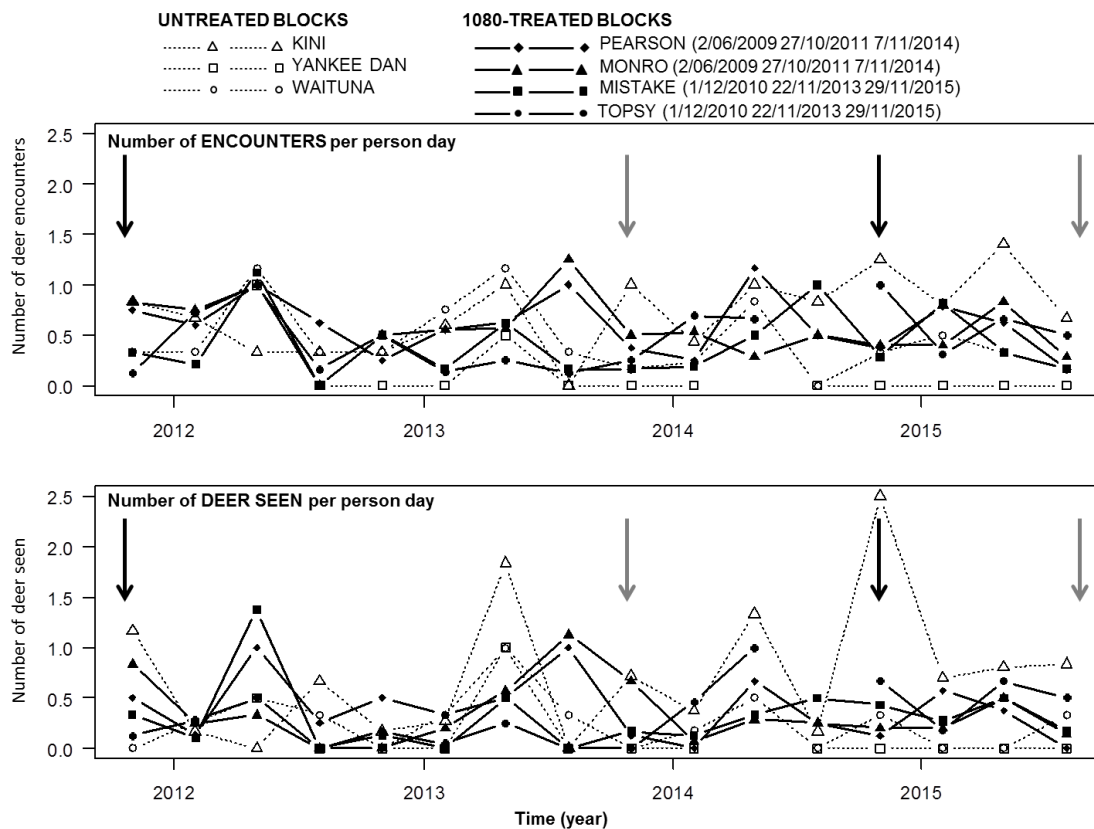 UNTREATED BLOCKS
KINI
YANKEE DAN
WAITUNA
1080-TREATED BLOCKS
PEARSON (2/06/2009 27/10/2011 7/11/2014)
MONRO (2/06/2009 27/10/2011 7/11/2014)
MISTAKE (1/12/2010 22/11/2013 29/11/2015)
TOPSY (1/12/2010 22/11/2013 29/11/2015)
Number of ENCOUNTERS per person day
Number of deer encounters
2.5
2.0
1.5
1.0
0.5
0.0
2012 2013 2014 2015
Number of DEER SEEN per person day
Number of deer seen
2.5
2.0
1.5
1.0
0.5
0.0
2012 2013 2014 2015
Time (year)